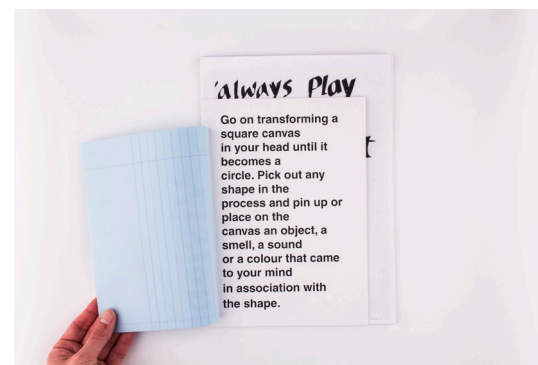 'always Play
Go on transforming a
square canvas
in your head until it
becomes a
circle. Pick out any
shape in the
process and pin up or
place on the
canvas an object, a
smell, a sound
or a colour that came
to your mind
in association with
the shape.